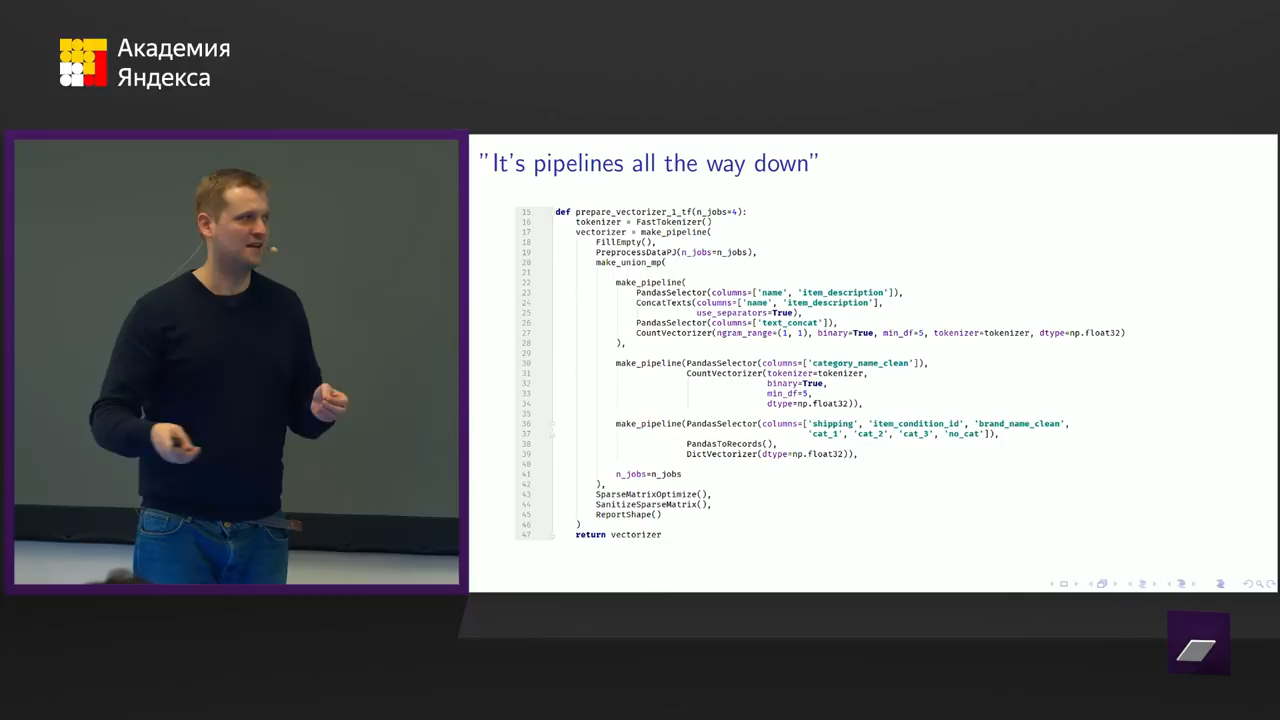 Академия
Яндекса
"It's pipelines all the way down"
15 def prepare_vectorizer_1_tf(n_jobs=4):
16 tokenizer = FastTokenizer()
17 vectorizer = make_pipeline(
18 FillEmpty(),
19 PreprocessDataPJ(n_jobs=n_jobs),
20 make_union_mp(
21
22 make_pipeline(
23 PandasSelector(columns=['name', 'item_description']),
24 ConcatTexts(columns=['name', 'item_description'],
25 use_separators=True),
26 PandasSelector(columns=['text_concat']),
27 CountVectorizer(ngram_range=(1, 1), binary=True, min_df=5, tokenizer=tokenizer, dtype=np.float32)
28 ),
29
30 make_pipeline(PandasSelector(columns=['category_name_clean']),
31 CountVectorizer(tokenizer=tokenizer,
32 binary=True,
33 min_df=5,
34 dtype=np.float32)),
35
36 make_pipeline(PandasSelector(columns=['shipping', 'item_condition_id', 'brand_name_clean',
37 'cat_1', 'cat_2', 'cat_3', 'no_cat']),
38 PandasToRecords(),
39 DictVectorizer(dtype=np.float32)),
40
41 n_jobs=n_jobs
42 ),
43 SparseMatrixOptimize(),
44 SanitizeSparseMatrix(),
45 ReportShape()
46 )
47 return vectorizer